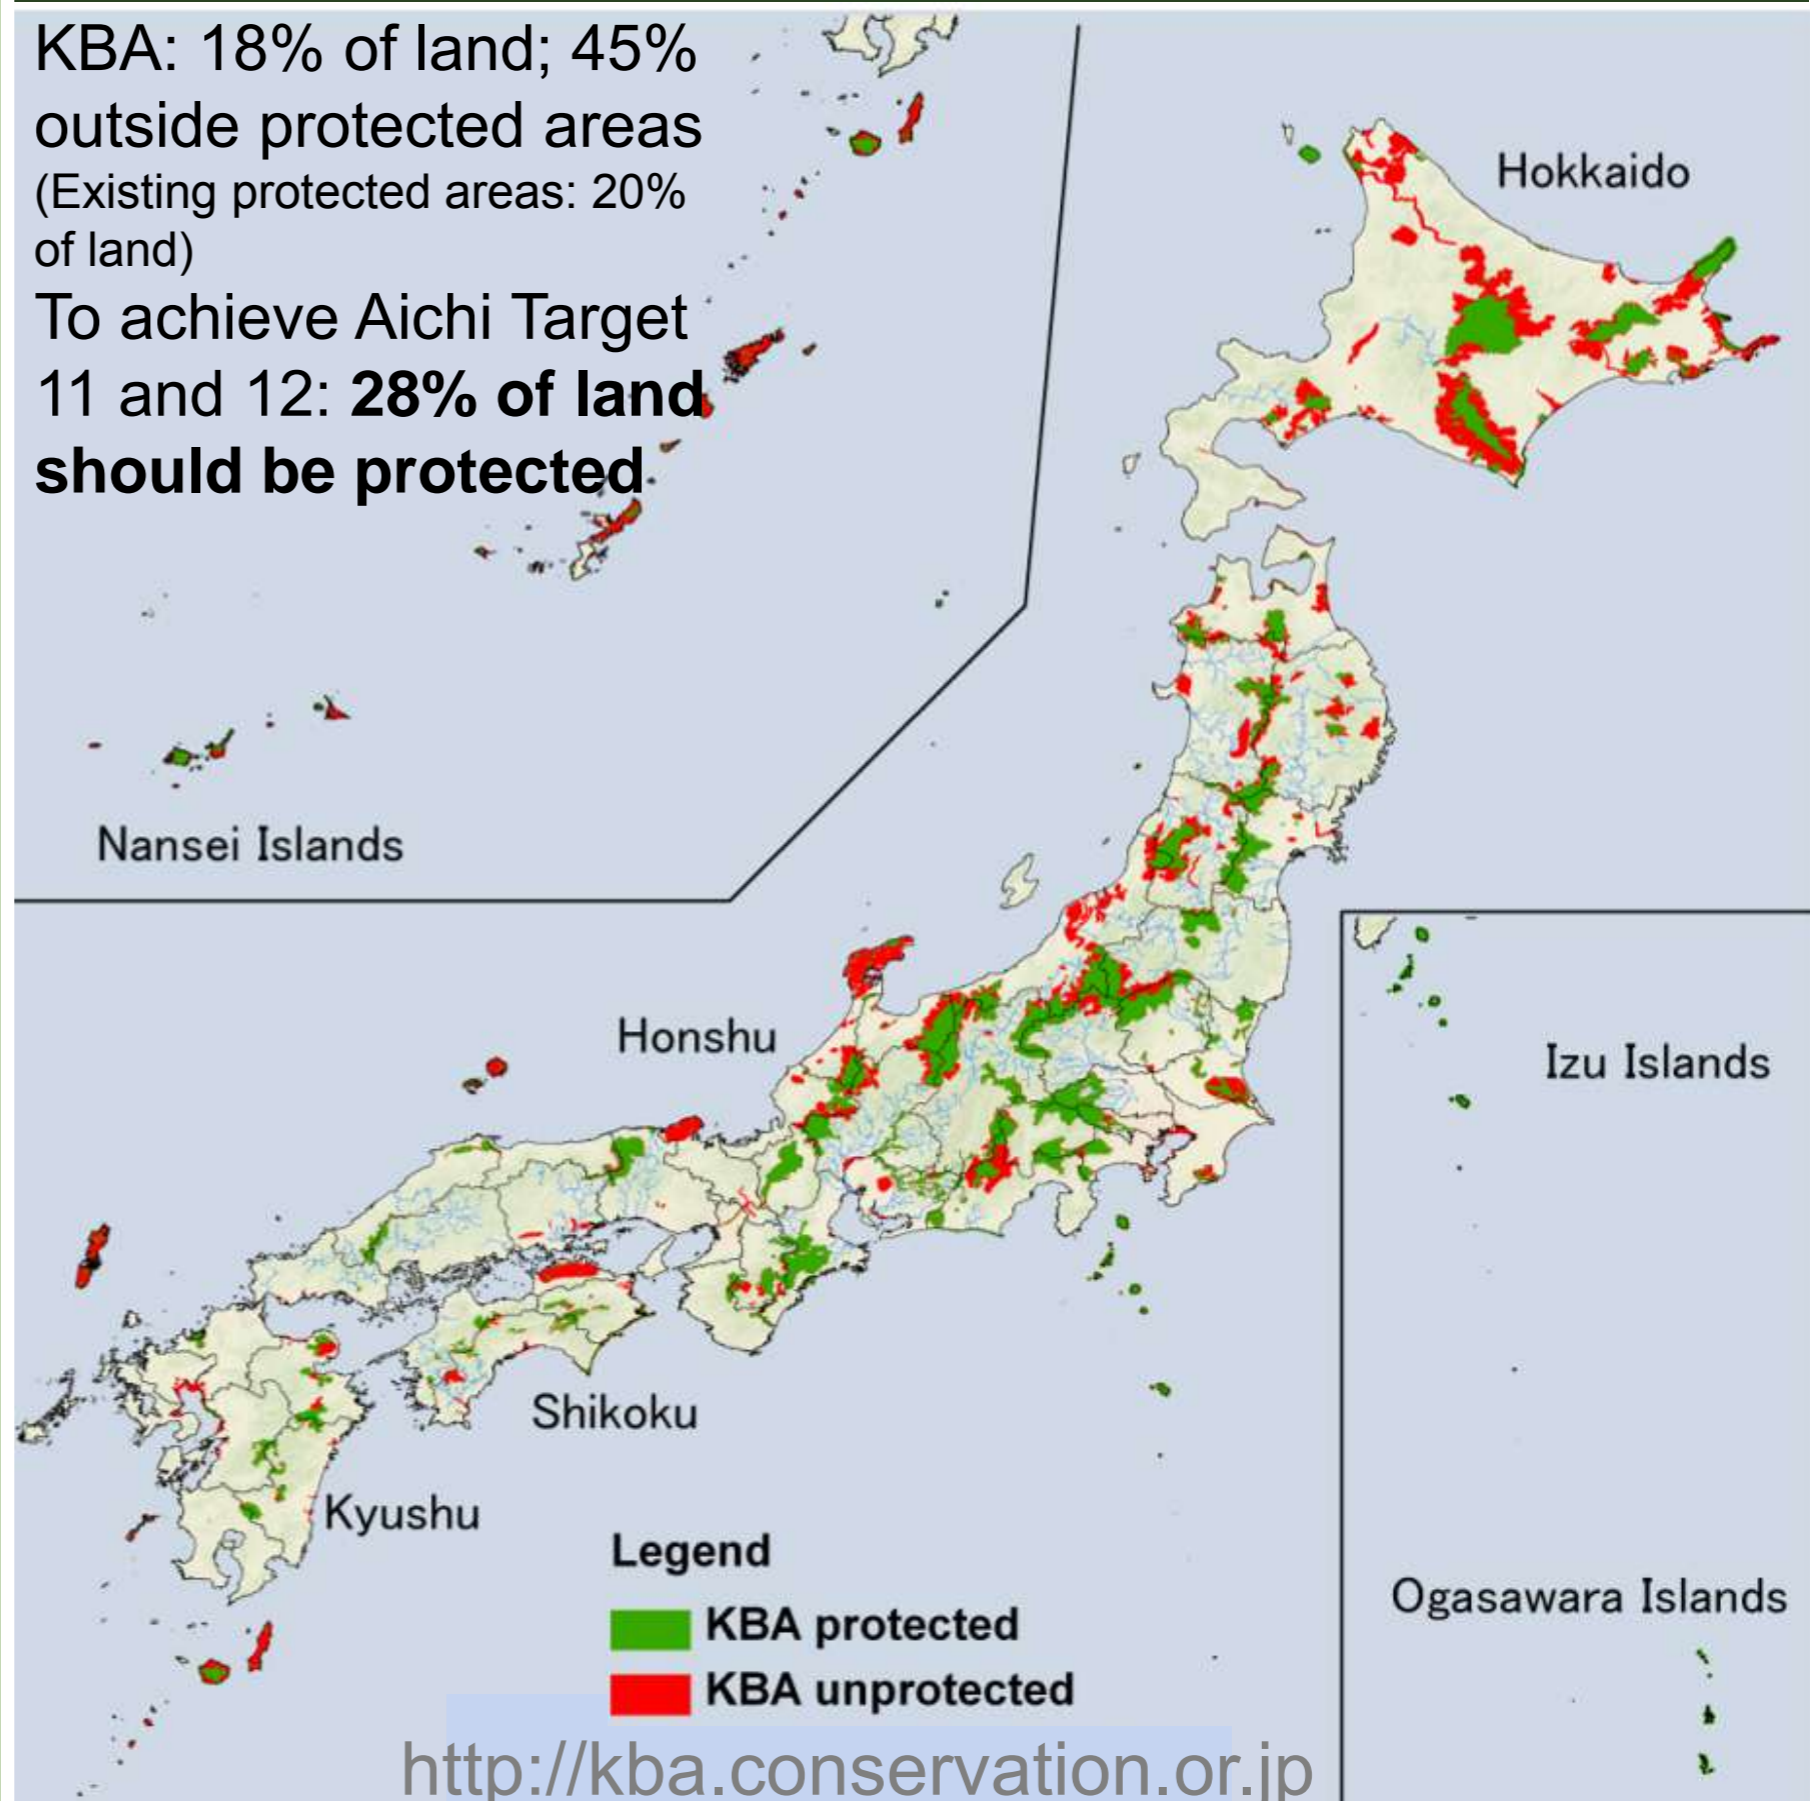 KBA: 18% of land; 45%
outside protected areas
(Existing protected areas: 20%
of land)
To achieve Aichi Target
11 and 12: 28% of land
should be protected
Hokkaido
Nansei Islands
Honshu
Izu Islands
Shikoku
Kyushu
Legend
KBA protected
KBA unprotected
Ogasawara Islands
http://kba.conservation.or.jp